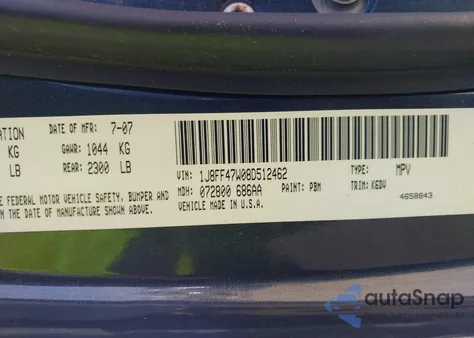 ATION DATE OF MFR: 7-07
KG GAWR: 1044 KG
LB REAR: 2300 LB
VIN: 1J8FF47W08D512462 TYPE: MPV
MDH: 072800 686AA PAINT: PBM TRIM: KGDV
E FEDERAL MOTOR VEHICLE SAFETY, BUMPER AND
N THE DATE OF MANUFACTURE SHOWN ABOVE.
VEHICLE MADE IN U.S.A.
4658843
autoSnap